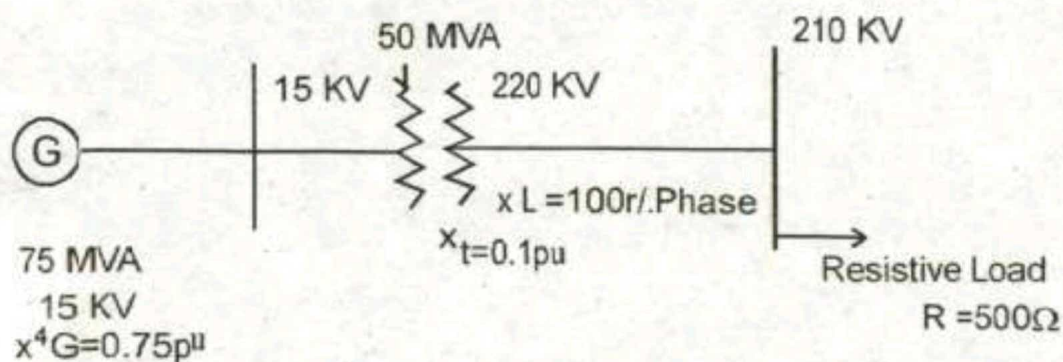 50 MVA
210 KV
15 KV
220 KV
G
x L =100r/.Phase
x t=0.1pu
75 MVA
15 KV
x⁴G=0.75pu
Resistive Load
R =500Ω